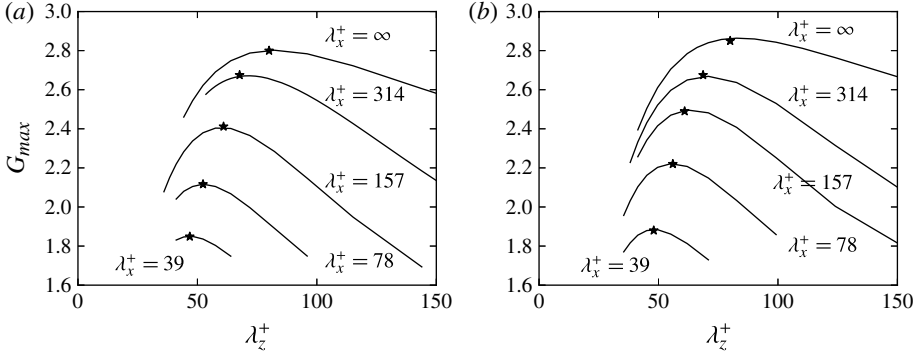 (a)
3.0
2.8
2.6
2.4
2.2
2.0
1.8
1.6
G_max
0 50 100 150
λ_z^+
λ_x^+ = ∞
λ_x^+ = 314
λ_x^+ = 157
λ_x^+ = 78
λ_x^+ = 39
(b)
3.0
2.8
2.6
2.4
2.2
2.0
1.8
1.6
0 50 100 150
λ_z^+
λ_x^+ = ∞
λ_x^+ = 314
λ_x^+ = 157
λ_x^+ = 78
λ_x^+ = 39